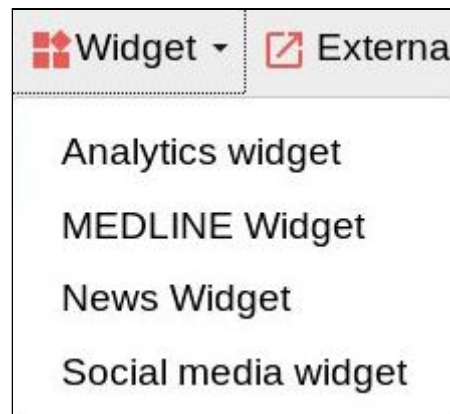 Widget Externa
Analytics widget
MEDLINE Widget
News Widget
Social media widget